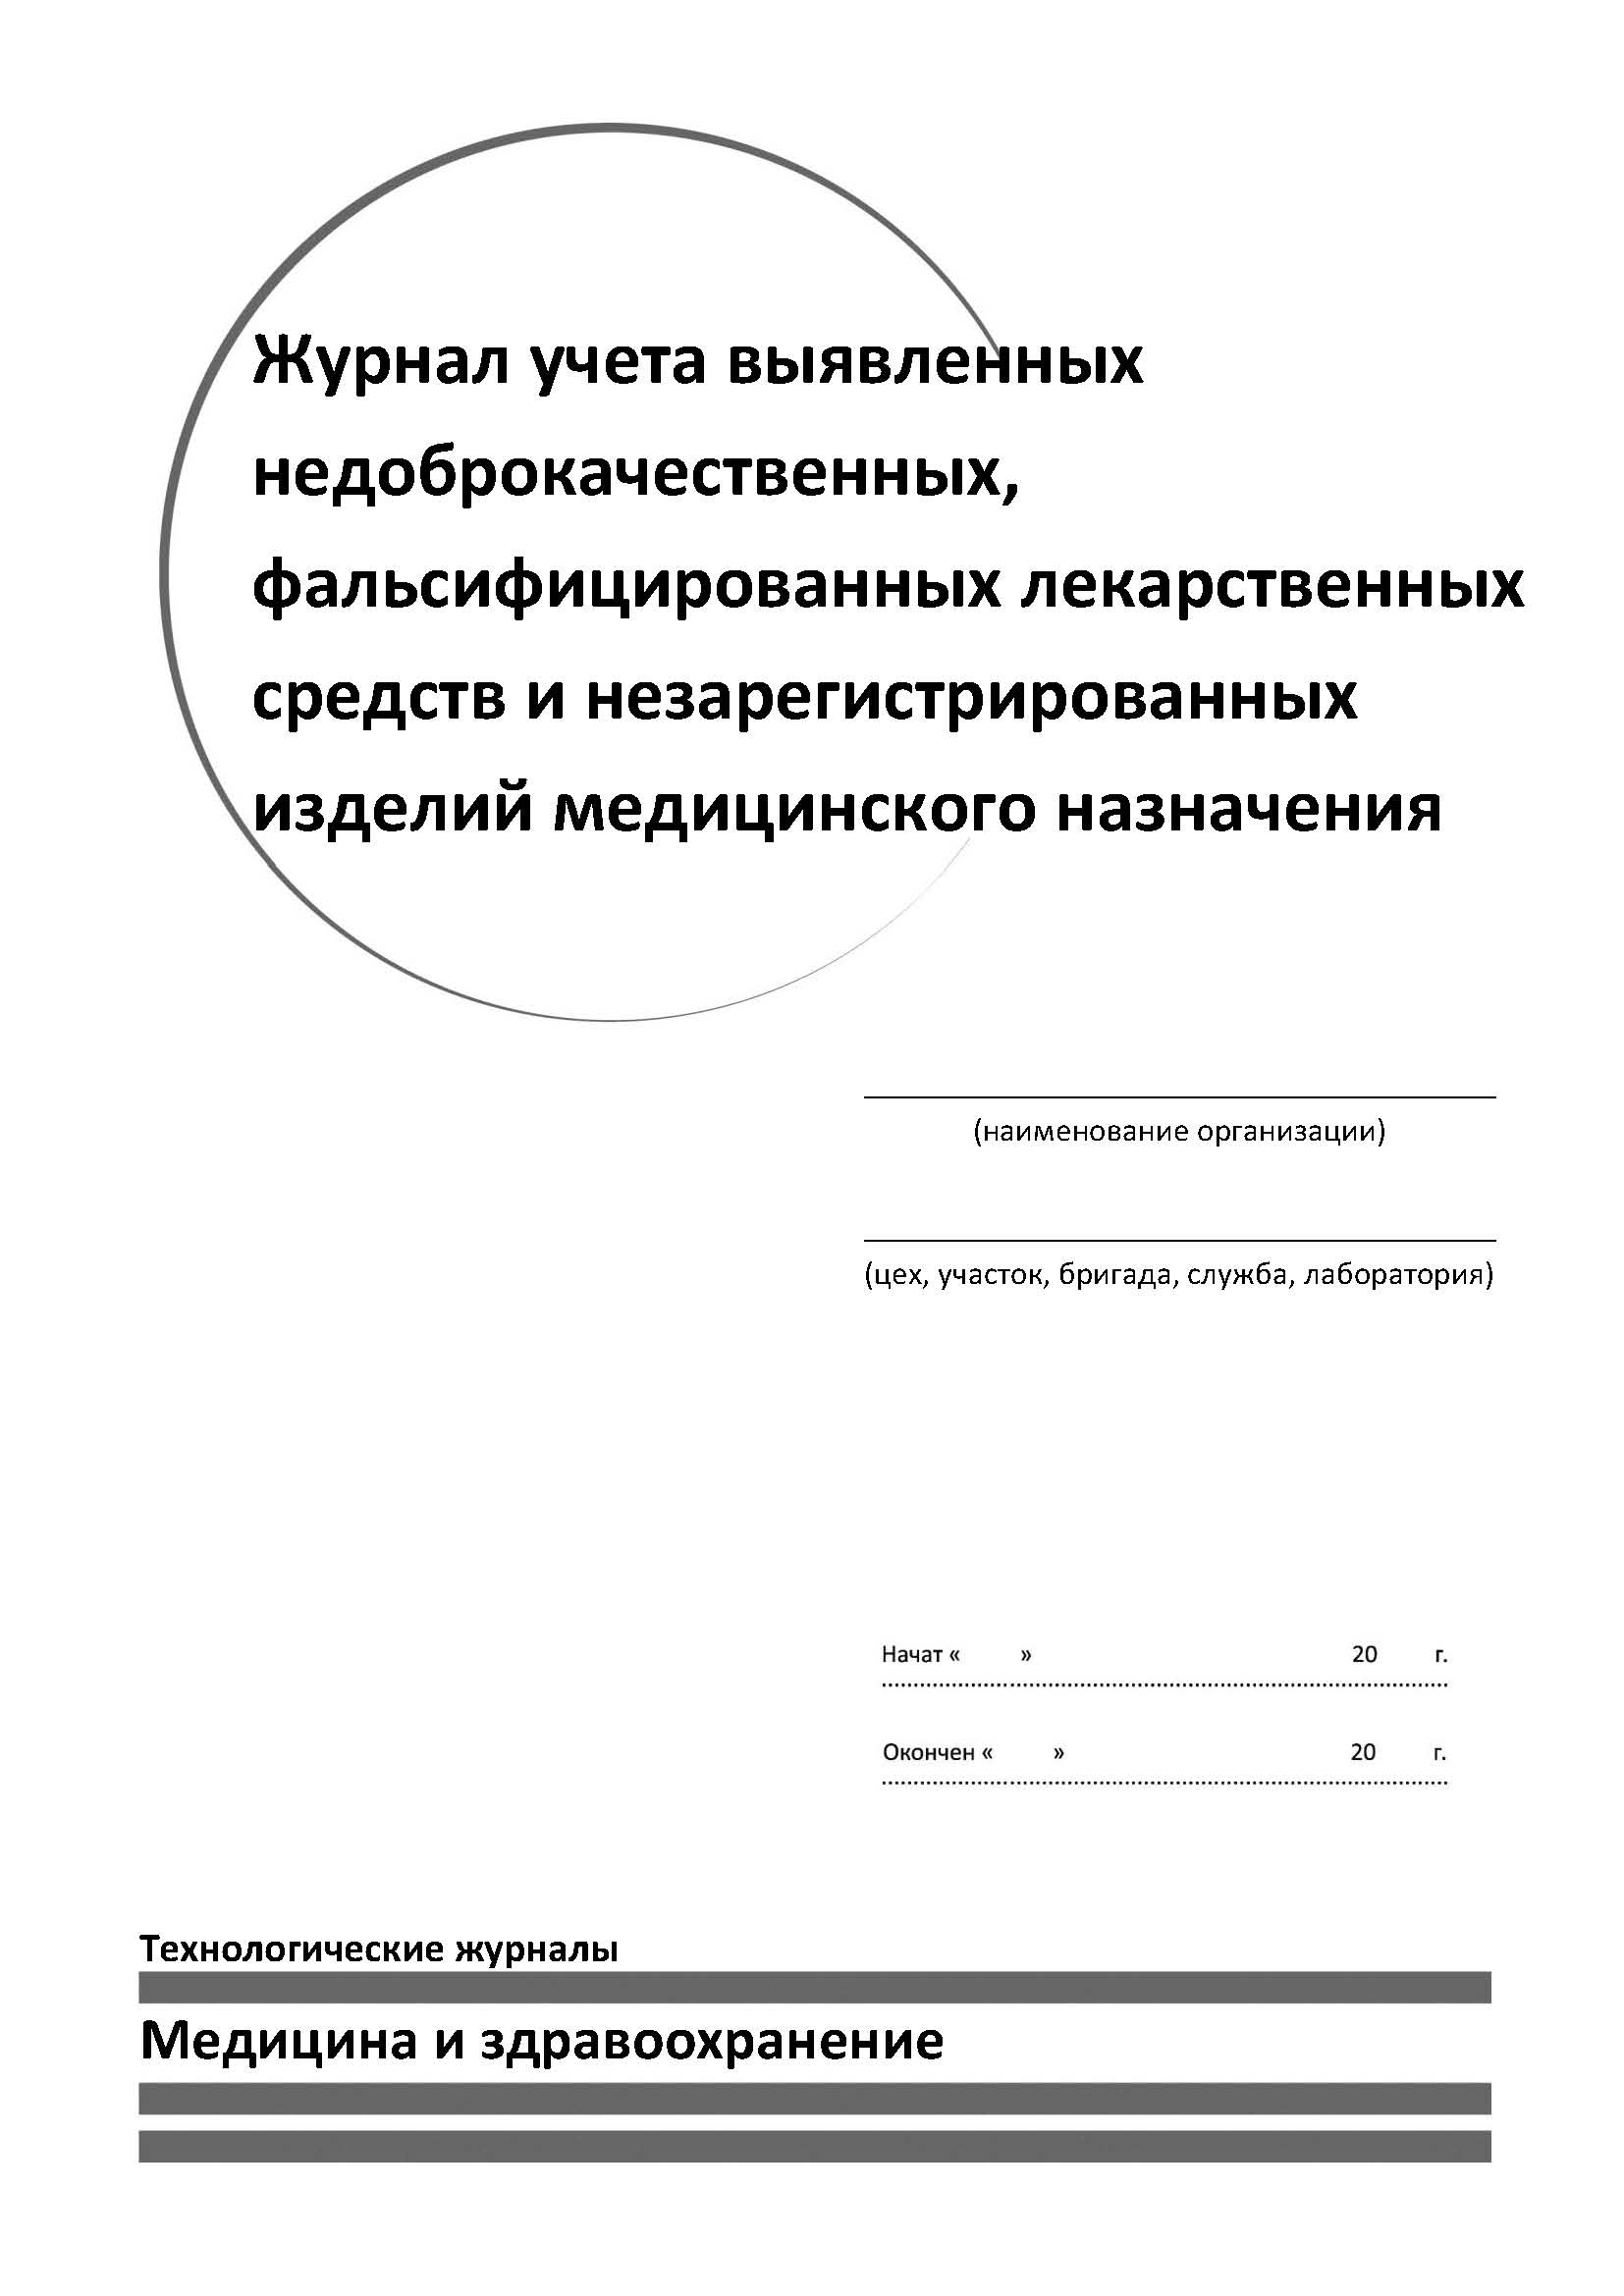 Журнал учета выявленных
недоброкачественных,
фальсифицированных лекарственных
средств и незарегистрированных
изделий медицинского назначения
(наименование организации)
(цех, участок, бригада, служба, лаборатория)
Начат « » 20 г.
Окончен « » 20 г.
Технологические журналы
Медицина и здравоохранение